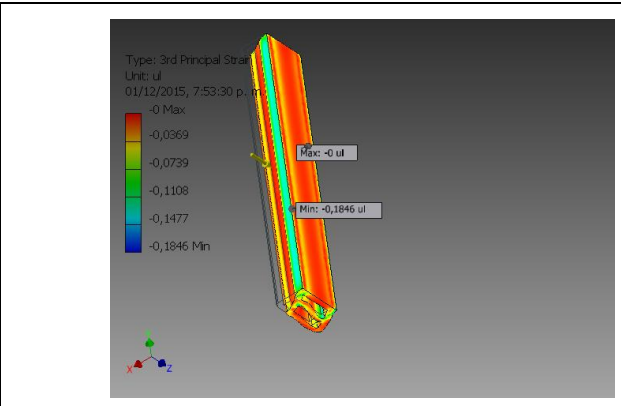 Type: 3rd Principal Strain
Unit: ul
01/12/2015, 7:53:30 p. m.
-0 Max
-0,0369
-0,0739
-0,1108
-0,1477
-0,1846 Min
Max: -0 ul
Min: -0,1846 ul
X
Z